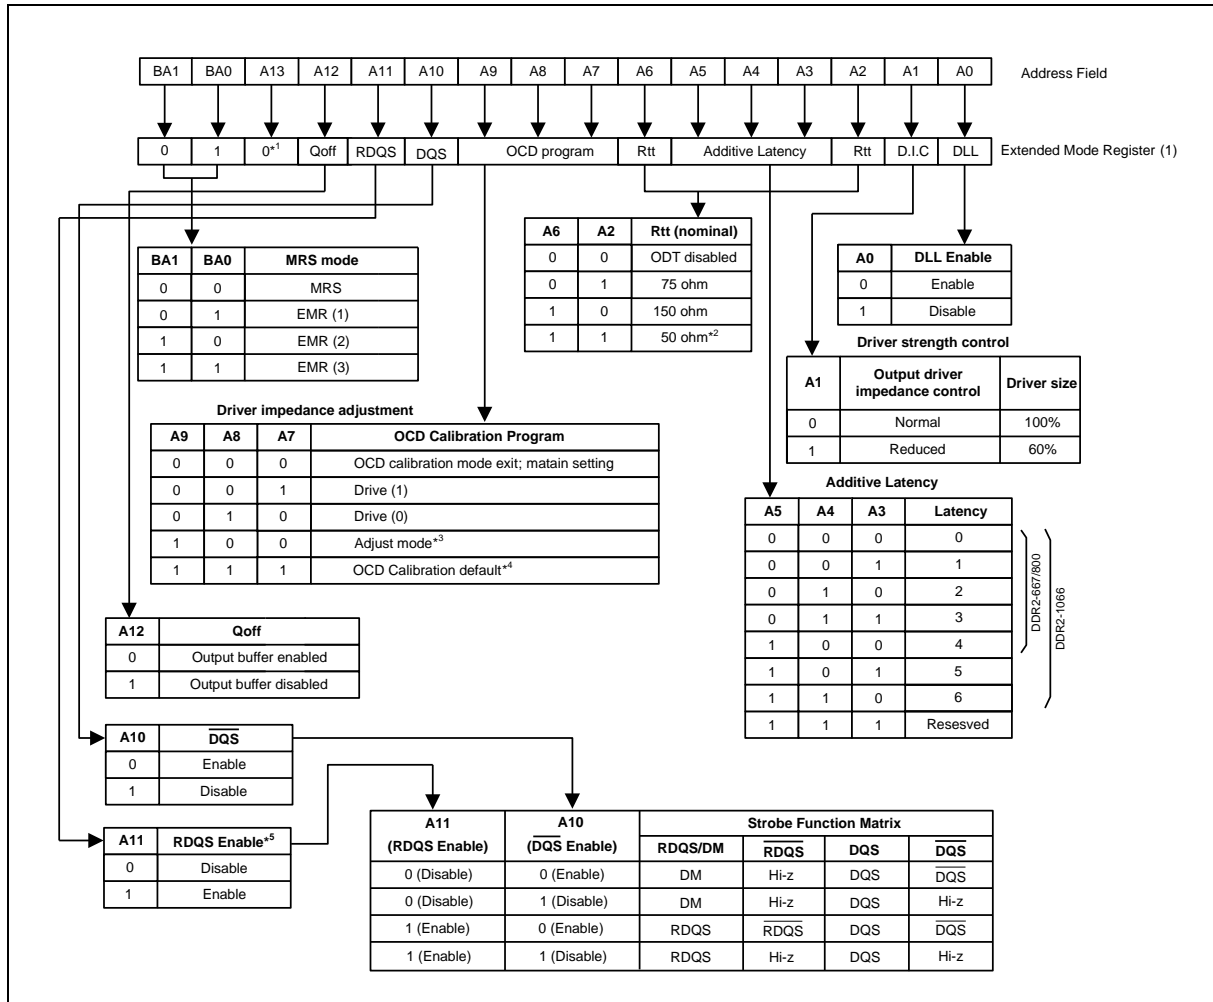 BA1 BA0 A13 A12 A11 A10 A9 A8 A7 A6 A5 A4 A3 A2 A1 A0 Address Field
0 1 0*1 Qoff RDQS DQS OCD program Rtt Additive Latency Rtt D.I.C DLL Extended Mode Register (1)
BA1 BA0 MRS mode
0 0 MRS
0 1 EMR (1)
1 0 EMR (2)
1 1 EMR (3)
A6 A2 Rtt (nominal)
0 0 ODT disabled
0 1 75 ohm
1 0 150 ohm
1 1 50 ohm*2
A0 DLL Enable
0 Enable
1 Disable
Driver strength control
A1 Output driver impedance control Driver size
0 Normal 100%
1 Reduced 60%
Driver impedance adjustment
A9 A8 A7 OCD Calibration Program
0 0 0 OCD calibration mode exit; matain setting
0 0 1 Drive (1)
0 1 0 Drive (0)
1 0 0 Adjust mode*3
1 1 1 OCD Calibration default*4
Additive Latency
A5 A4 A3 Latency
0 0 0 0
0 0 1 1
0 1 0 2
0 1 1 3
1 0 0 4
1 0 1 5
1 1 0 6
1 1 1 Resesved
DDR2-667/800
DDR2-1066
A12 Qoff
0 Output buffer enabled
1 Output buffer disabled
A10 D̅Q̅S̅
0 Enable
1 Disable
A11 RDQS Enable*5
0 Disable
1 Enable
A11 A10 Strobe Function Matrix
(RDQS Enable) (D̅Q̅S̅ Enable) RDQS/DM R̅D̅Q̅S̅ DQS D̅Q̅S̅
0 (Disable) 0 (Enable) DM Hi-z DQS D̅Q̅S̅
0 (Disable) 1 (Disable) DM Hi-z DQS Hi-z
1 (Enable) 0 (Enable) RDQS R̅D̅Q̅S̅ DQS D̅Q̅S̅
1 (Enable) 1 (Disable) RDQS Hi-z DQS Hi-z